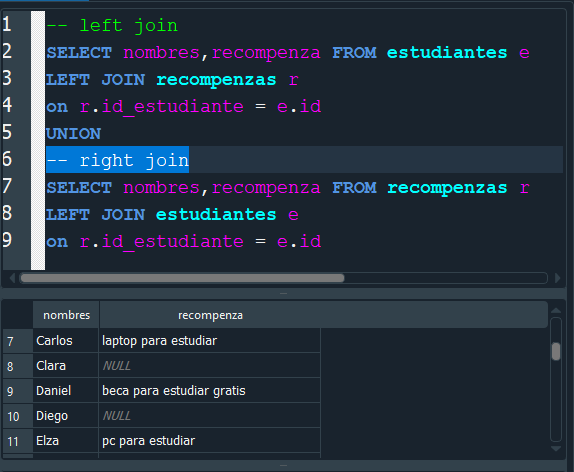 1 -- left join
2 SELECT nombres,recompenza FROM estudiantes e
3 LEFT JOIN recompenzas r
4 on r.id_estudiante = e.id
5 UNION
6 -- right join
7 SELECT nombres,recompenza FROM recompenzas r
8 LEFT JOIN estudiantes e
9 on r.id_estudiante = e.id
nombres recompenza
7 Carlos laptop para estudiar
8 Clara NULL
9 Daniel beca para estudiar gratis
10 Diego NULL
11 Elza pc para estudiar